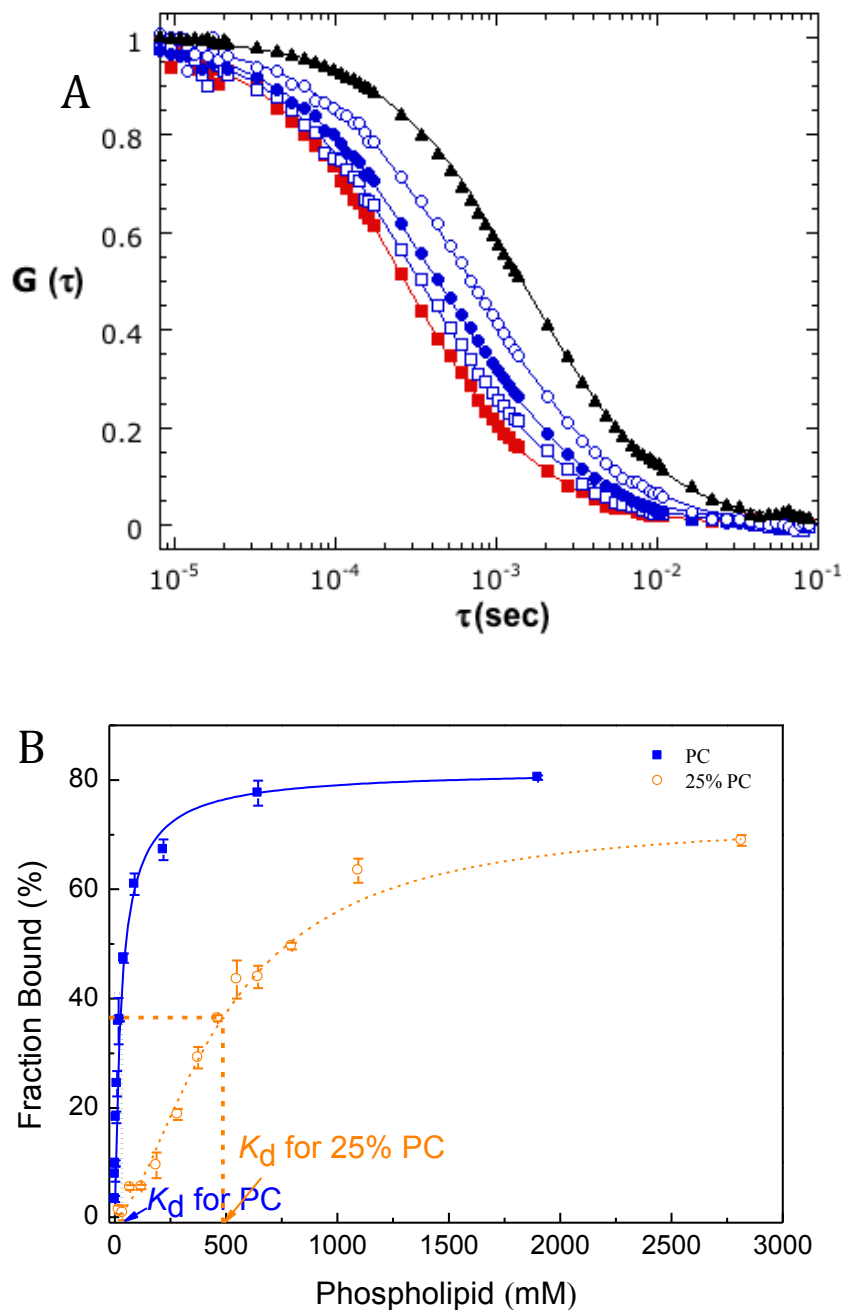 A
G (τ)
1
0.8
0.6
0.4
0.2
0
10-5
10-4
10-3
10-2
10-1
τ(sec)
B
Fraction Bound (%)
80
60
40
20
0
PC
25% PC
Kd for 25% PC
Kd for PC
0 500 1000 1500 2000 2500 3000
Phospholipid (mM)